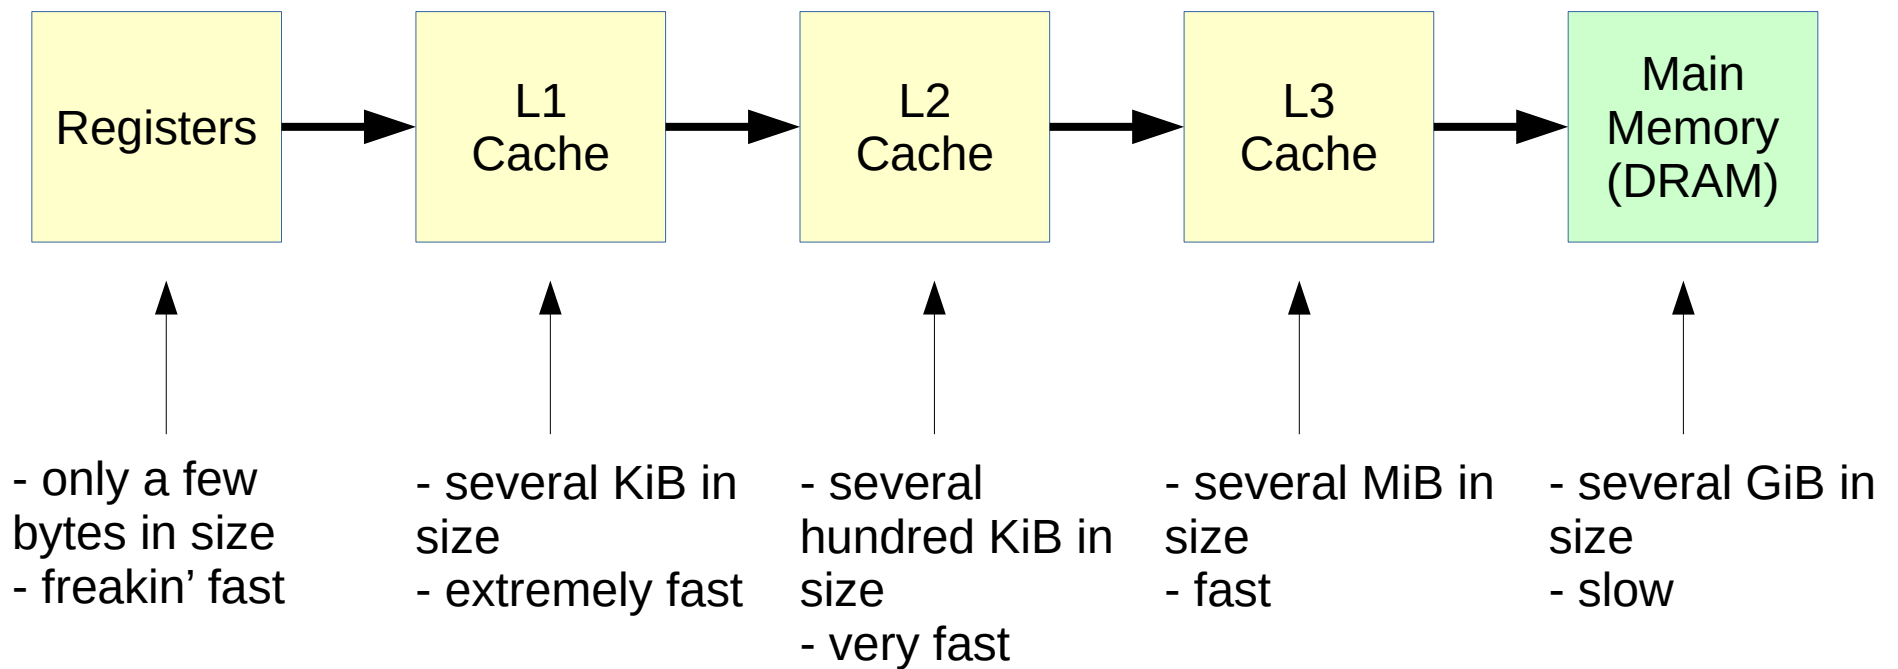 Registers
L1
Cache
L2
Cache
L3
Cache
Main
Memory
(DRAM)
- only a few
bytes in size
- freakin’ fast
- several KiB in
size
- extremely fast
- several
hundred KiB in
size
- very fast
- several MiB in
size
- fast
- several GiB in
size
- slow